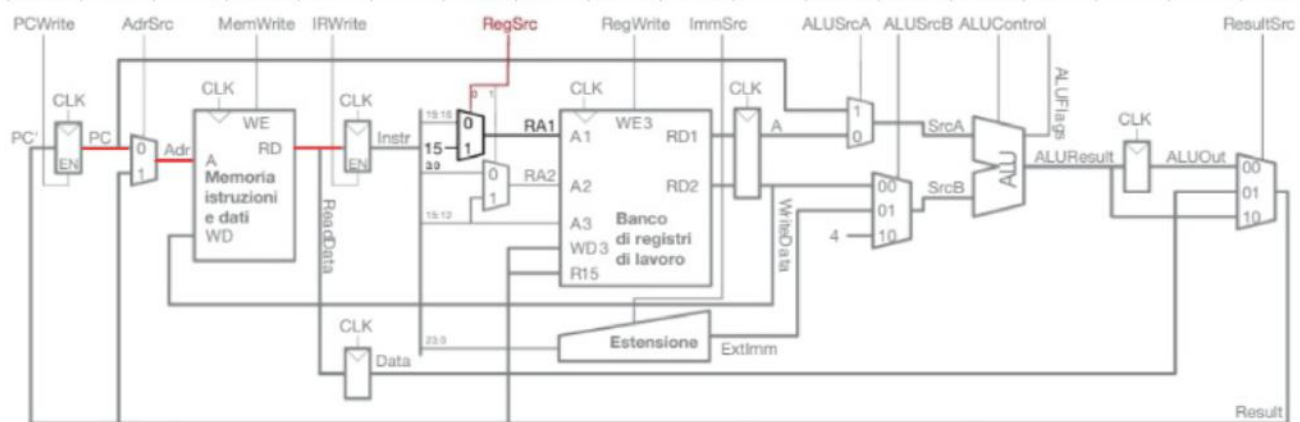 PCWrite AdrSrc MemWrite IRWrite RegSrc RegWrite ImmSrc ALUSrcA ALUSrcB ALUControl ResultSrc
ALUFlags
CLK CLK CLK CLK CLK CLK
PC' PC EN
0 1 Adr
WE
A RD
Memoria
istruzioni
e dati
WD
ReadData
EN Instr
0 1
19:16 0 RA1
15 1
3:0 0 RA2
1
15:12
A1 WE3 RD1
A2 RD2
A3 Banco
WD3 di registri
R15 di lavoro
A
WriteData
1
0 SrcA
00 SrcB
01
4 10
ALU
ALUResult ALUOut
00
01
10
CLK
Data
23:0 Estensione ExtImm
Result